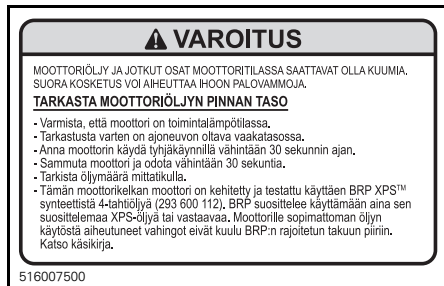 VAROITUS
MOOTTORIÖLJY JA JOTKUT OSAT MOOTTORITILASSA SAATTAVAT OLLA KUUMIA.
SUORA KOSKETUS VOI AIHEUTTAA IHOON PALOVAMMOJA.
TARKASTA MOOTTORIÖLJYN PINNAN TASO
- Varmista, että moottori on toimintalämpötilassa.
- Tarkastusta varten on ajoneuvon oltava vaakatasossa.
- Anna moottorin käydä tyhjäkäynnillä vähintään 30 sekunnin ajan.
- Sammuta moottori ja odota vähintään 30 sekuntia.
- Tarkista öljymäärä mittatikulla.
- Tämän moottorikelkan moottori on kehitetty ja testattu käyttäen BRP XPS™
synteettistä 4-tahtiöljyä (293 600 112). BRP suosittelee käyttämään aina sen
suosittelemaa XPS-öljyä tai vastaavaa. Moottorille sopimattoman öljyn
käytöstä aiheutuneet vahingot eivät kuulu BRP:n rajoitetun takuun piiriin.
Katso käsikirja.
516007500